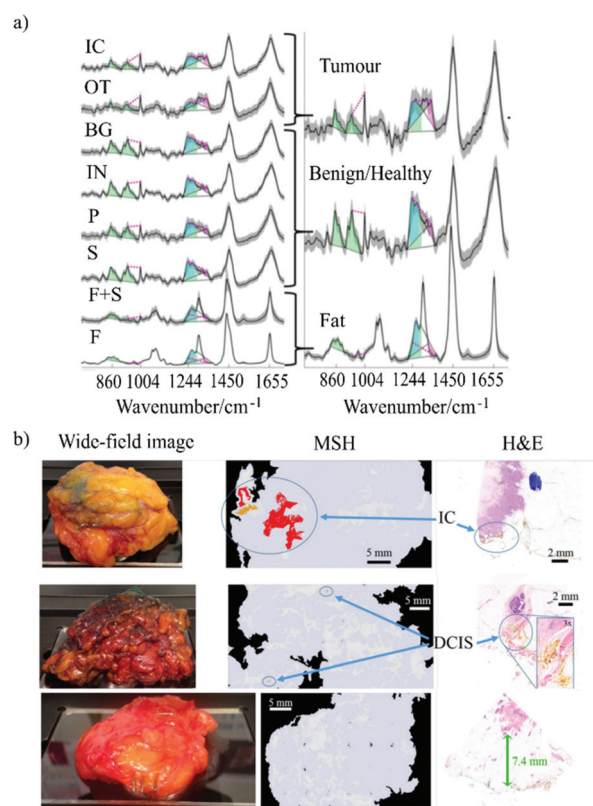 a)
IC
OT
BG
IN
P
S
F+S
F
Tumour
Benign/Healthy
Fat
860 1004 1244 1450 1655
860 1004 1244 1450 1655
Wavenumber/cm⁻¹
Wavenumber/cm⁻¹
b)
Wide-field image
MSH
H&E
IC
5 mm
2 mm
5 mm
2 mm
DCIS
3x
5 mm
7.4 mm